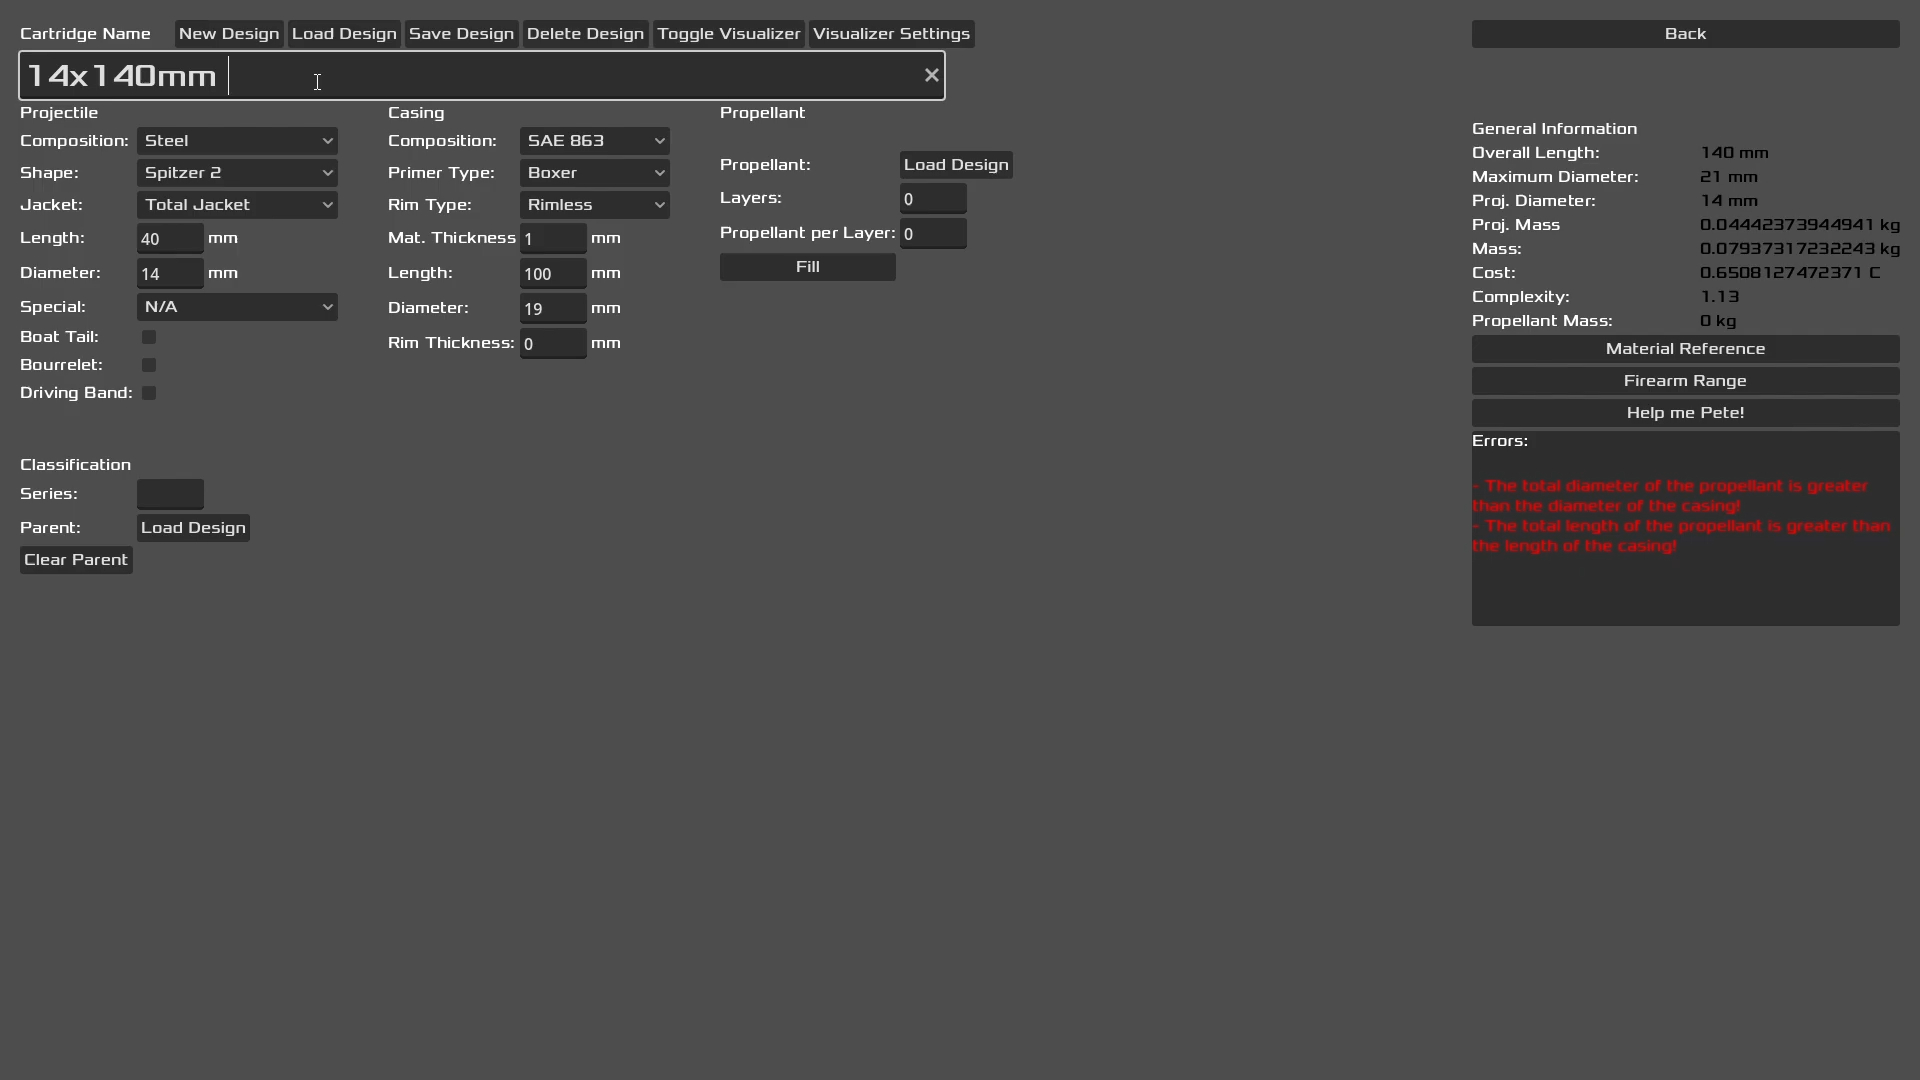 Cartridge Name New Design Load Design Save Design Delete Design Toggle Visualizer Visualizer Settings Back
14x140mm
Projectile
Composition: Steel
Shape: Spitzer 2
Jacket: Total Jacket
Length: 40 mm
Diameter: 14 mm
Special: N/A
Boat Tail:
Bourrelet:
Driving Band:
Casing
Composition: SAE 863
Primer Type: Boxer
Rim Type: Rimless
Mat. Thickness 1 mm
Length: 100 mm
Diameter: 19 mm
Rim Thickness: 0 mm
Propellant
Propellant: Load Design
Layers: 0
Propellant per Layer: 0
Fill
Classification
Series:
Parent: Load Design
Clear Parent
General Information
Overall Length: 140 mm
Maximum Diameter: 21 mm
Proj. Diameter: 14 mm
Proj. Mass 0.04442373944941 kg
Mass: 0.07937317232243 kg
Cost: 0.6508127472371 C
Complexity: 1.13
Propellant Mass: 0 kg
Material Reference
Firearm Range
Help me Pete!
Errors:
- The total diameter of the propellant is greater
than the diameter of the casing!
- The total length of the propellant is greater than
the length of the casing!